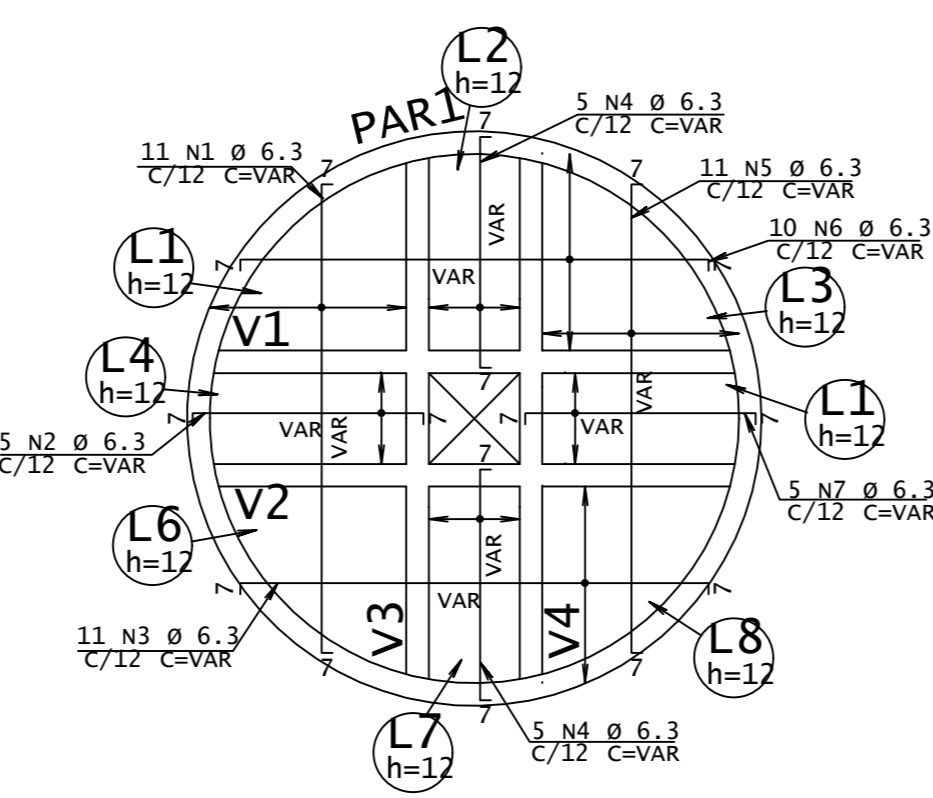 L2
h=12
PAR1
7
5 N4 Ø 6.3
C/12 C=VAR
11 N1 Ø 6.3
C/12 C=VAR
7
7
11 N5 Ø 6.3
C/12 C=VAR
VAR
10 N6 Ø 6.3
C/12 C=VAR
L1
h=12
7
VAR
7
L3
h=12
V1
L4
h=12
7
VAR
L1
h=12
7
7
7
7
VAR
VAR
VAR
5 N2 Ø 6.3
C/12 C=VAR
7
7
5 N7 Ø 6.3
C/12 C=VAR
V2
L6
h=12
VAR
7
VAR
7
V3
V4
11 N3 Ø 6.3
C/12 C=VAR
7
7
L8
h=12
L7
h=12
7
5 N4 Ø 6.3
C/12 C=VAR